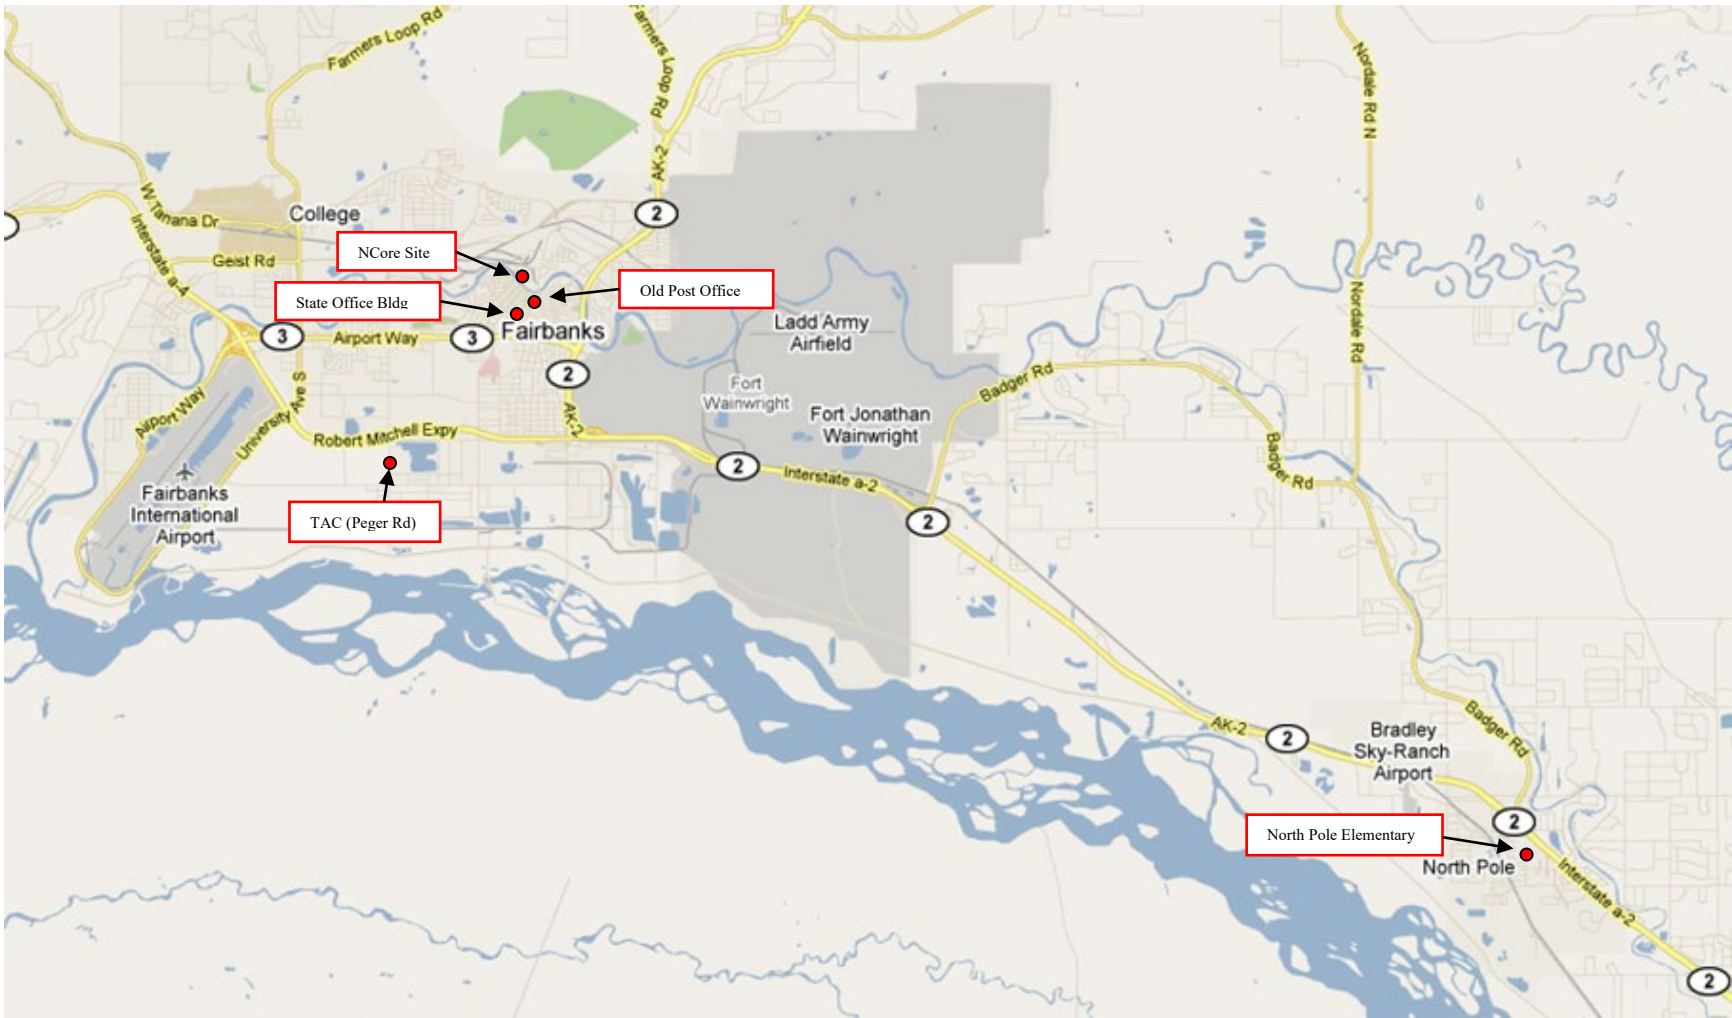 Farmers Loop Rd
Farmers Loop Rd
Nordale Rd N
AK-2
W Tanana Dr
College
2
Interstate a-4
NCore Site
Geist Rd
Old Post Office
State Office Bldg
Nordale Rd
3
Airport Way
3
Fairbanks
Ladd Army
Airfield
2
Fort
Wainwright
Badger Rd
Airport Way
University
Ave S
AK-2
Fort Jonathan
Wainwright
Robert Mitchell Expy
Badger Rd
2
Interstate a-2
Fairbanks
International
Airport
TAC (Peger Rd)
2
AK-2
2
Bradley
Sky-Ranch
Airport
Badger Rd
2
North Pole Elementary
North Pole
Interstate a-2
2